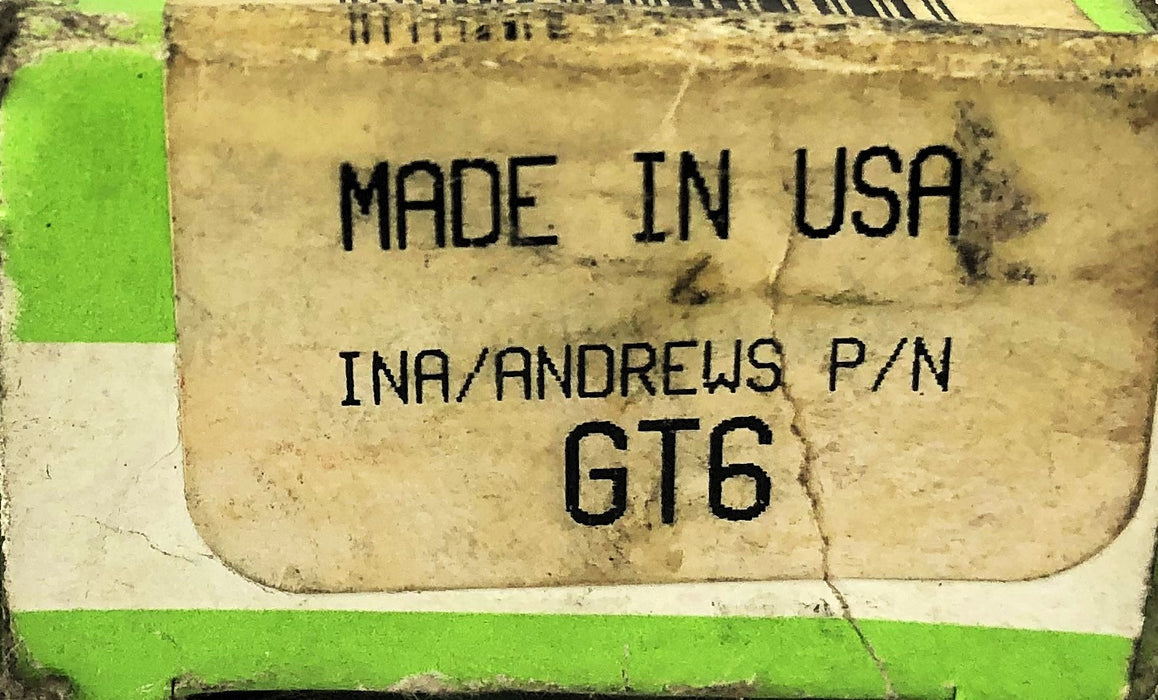 MADE IN USA
INA/ANDREWS P/N
GT6